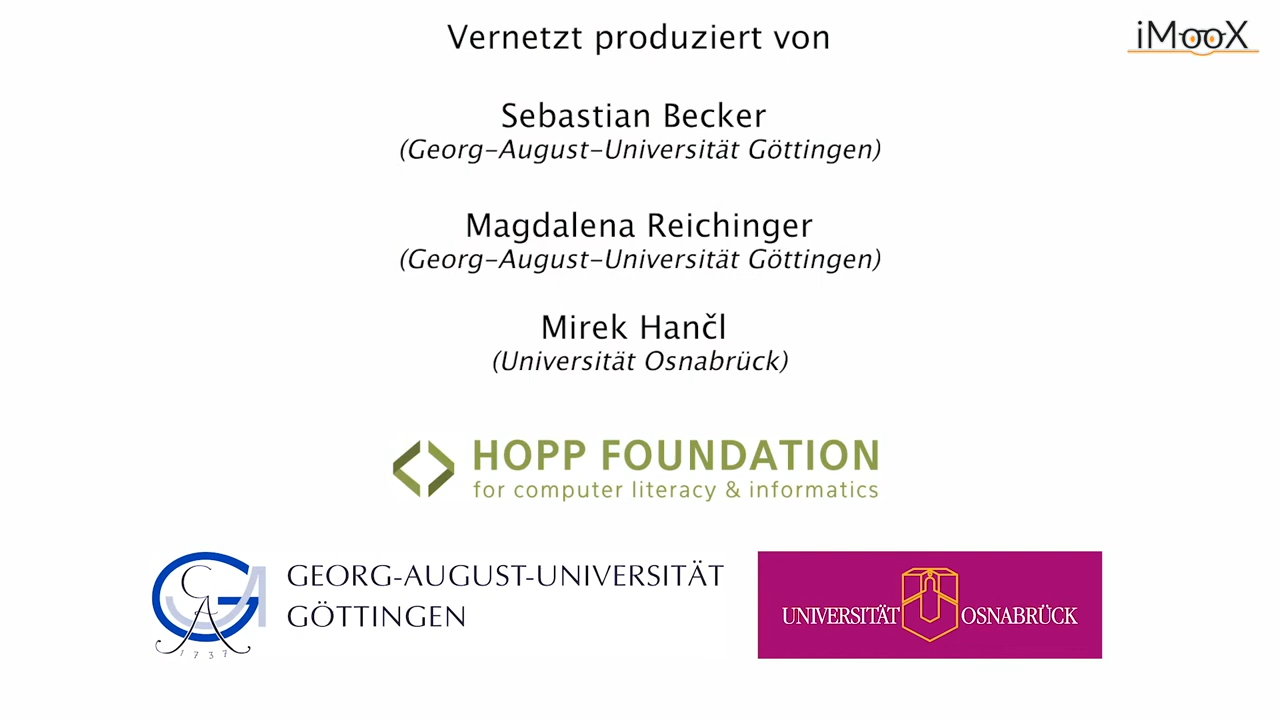 Vernetzt produziert von
iMooX
Sebastian Becker
(Georg-August-Universität Göttingen)
Magdalena Reichinger
(Georg-August-Universität Göttingen)
Mirek Hančl
(Universität Osnabrück)
HOPP FOUNDATION
for computer literacy & informatics
GEORG-AUGUST-UNIVERSITÄT
GÖTTINGEN
1737
UNIVERSITÄT OSNABRÜCK